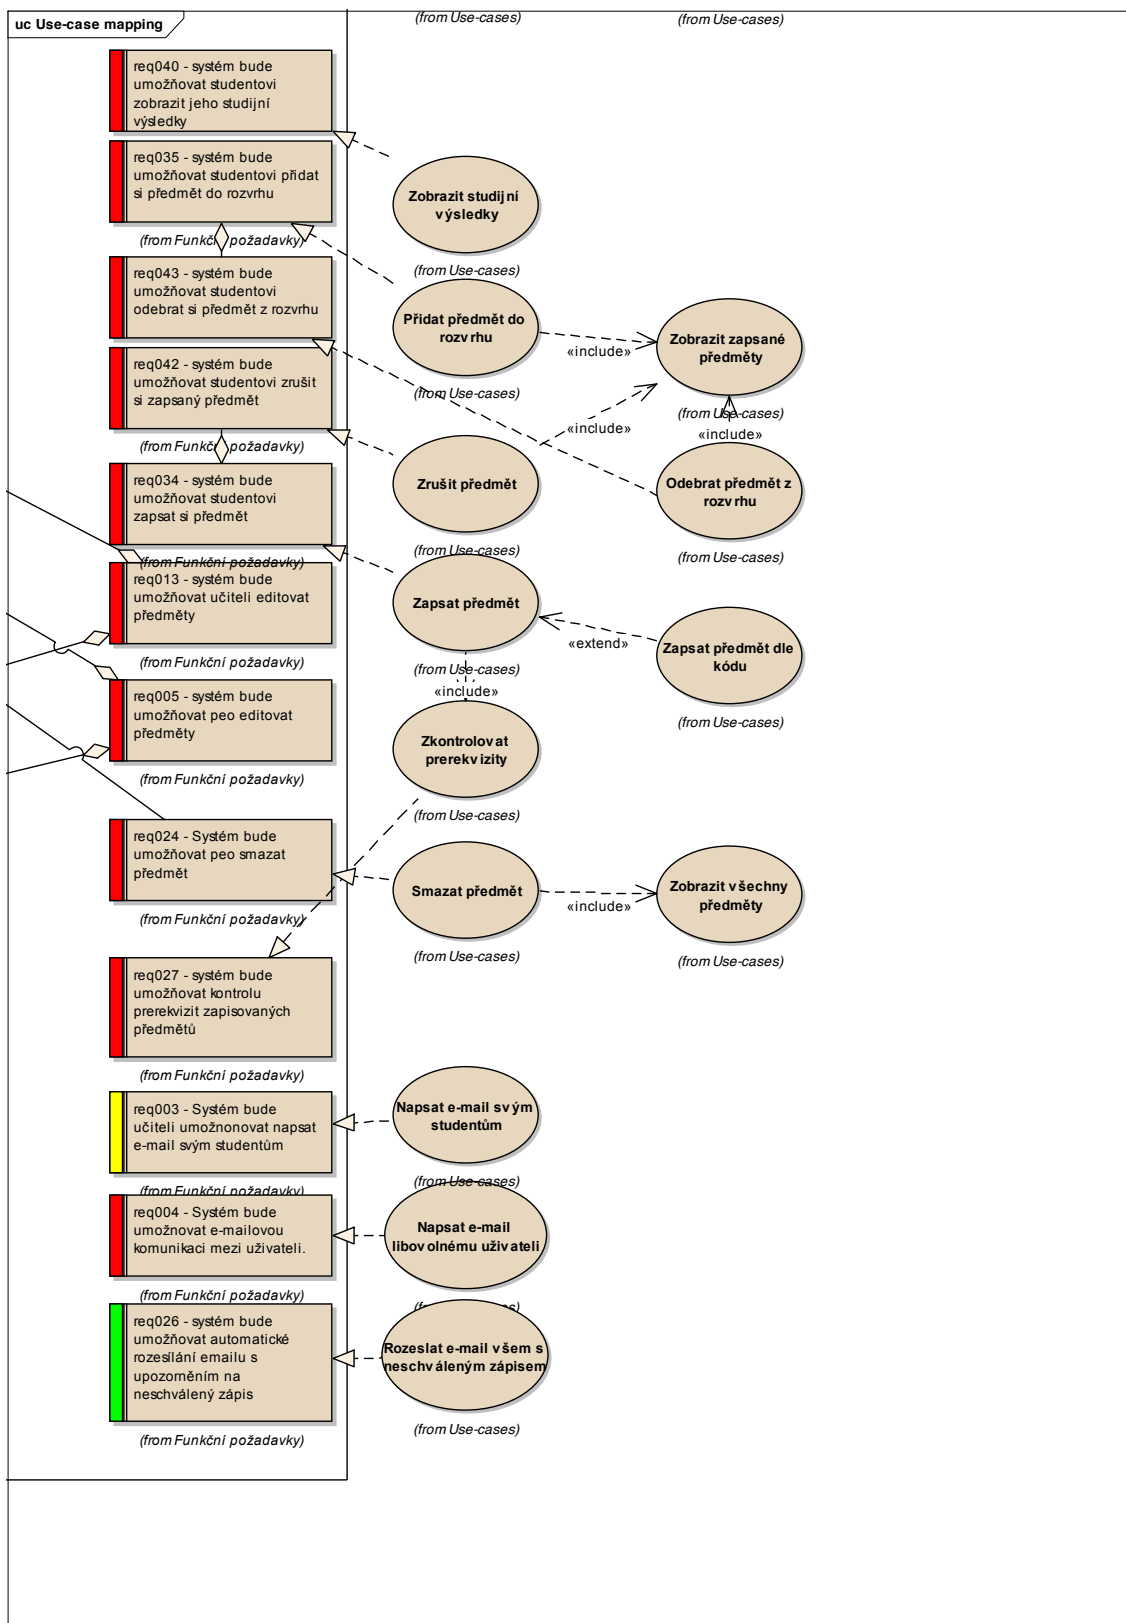 uc Use-case mapping
(from Use-cases)
(from Use-cases)
req040 - systém bude
umožňovat studentovi
zobrazit jeho studijní
výsledky
req035 - systém bude
umožňovat studentovi přidat
si předmět do rozvrhu
(from Funkční požadavky)
Zobrazit studijní
výsledky
(from Use-cases)
req043 - systém bude
umožňovat studentovi
odebrat si předmět z rozvrhu
Přidat předmět do
rozvrhu
(from Use-cases)
«include»
Zobrazit zapsané
předměty
(from Use-cases)
req042 - systém bude
umožňovat studentovi zrušit
si zapsaný předmět
(from Funkční požadavky)
«include»
«include»
Zrušit předmět
(from Use-cases)
Odebrat předmět z
rozvrhu
(from Use-cases)
req034 - systém bude
umožňovat studentovi
zapsat si předmět
(from Funkční požadavky)
req013 - systém bude
umožňovat učiteli editovat
předměty
(from Funkční požadavky)
Zapsat předmět
(from Use-cases)
«extend»
Zapsat předmět dle
kódu
(from Use-cases)
«include»
req005 - systém bude
umožňovat peo editovat
předměty
(from Funkční požadavky)
Zkontrolovat
prerekvizity
(from Use-cases)
req024 - Systém bude
umožňovat peo smazat
předmět
(from Funkční požadavky)
Smazat předmět
(from Use-cases)
«include»
Zobrazit všechny
předměty
(from Use-cases)
req027 - systém bude
umožňovat kontrolu
prerekvizit zapisovaných
předmětů
(from Funkční požadavky)
req003 - Systém bude
učiteli umožnonovat napsat
e-mail svým studentům
(from Funkční požadavky)
Napsat e-mail svým
studentům
(from Use-cases)
req004 - Systém bude
umožnovat e-mailovou
komunikaci mezi uživateli.
(from Funkční požadavky)
Napsat e-mail
libovolnému uživateli
(from Use-cases)
req026 - systém bude
umožňovat automatické
rozesílání emailu s
upozorněním na
neschválený zápis
(from Funkční požadavky)
Rozeslat e-mail všem s
neschváleným zápisem
(from Use-cases)